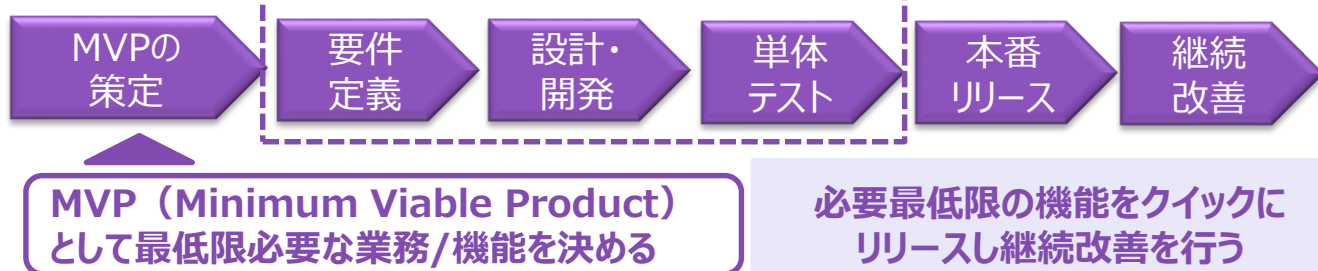 MVPの
策定
要件
定義
設計・
開発
単体
テスト
本番
リリース
継続
改善
MVP（Minimum Viable Product）
として最低限必要な業務/機能を決める
必要最低限の機能をクイックに
リリースし継続改善を行う